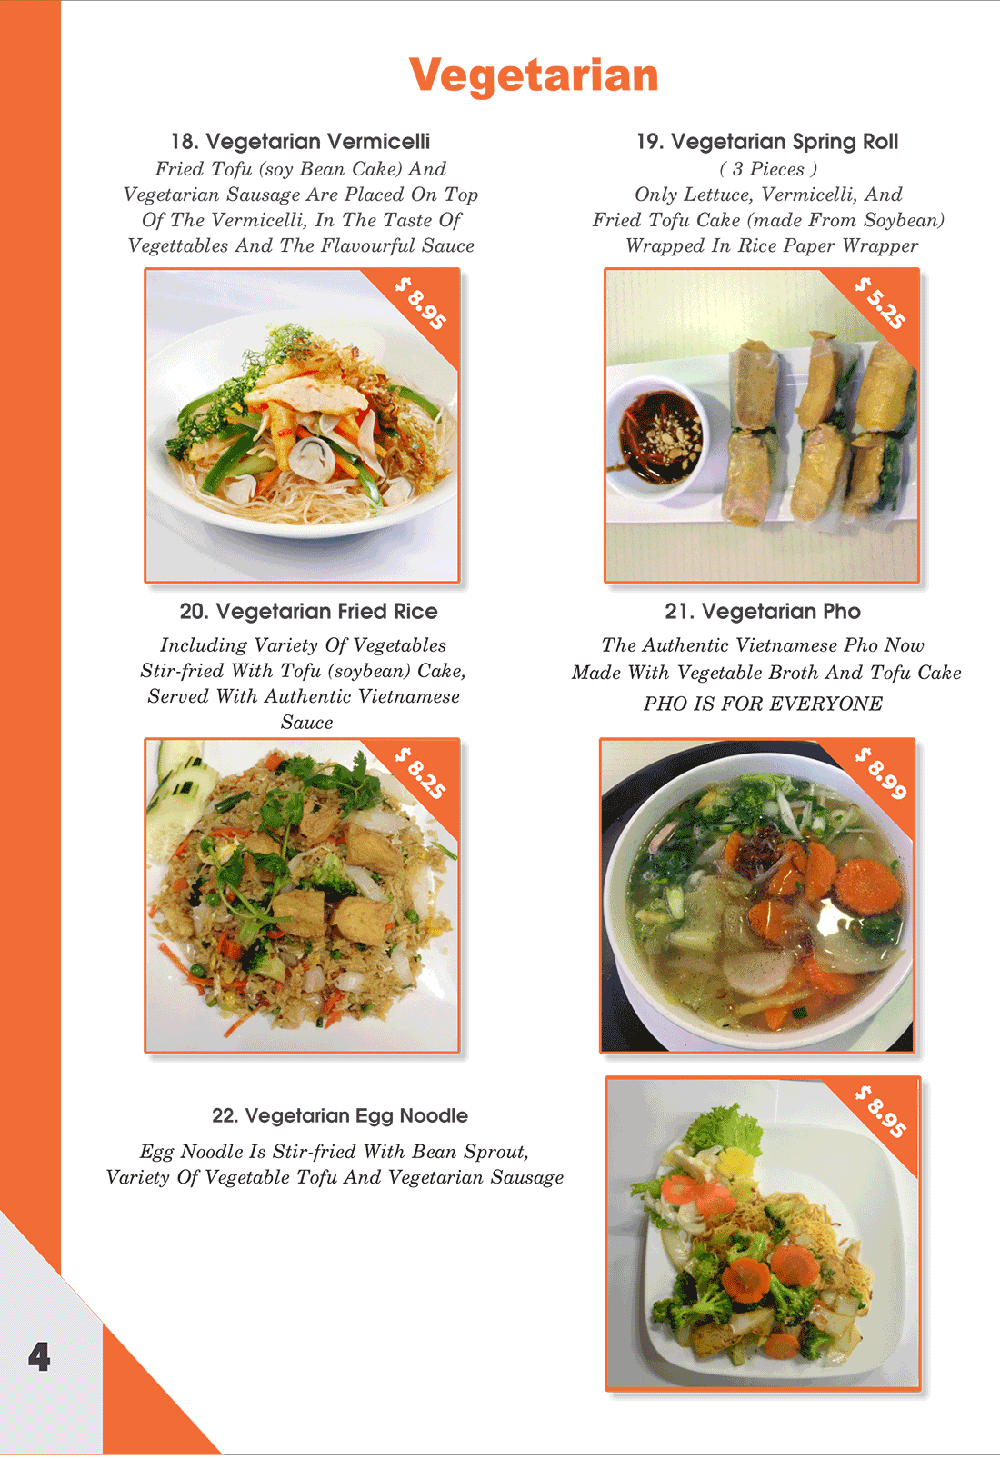 Vegetarian
18. Vegetarian Vermicelli
Fried Tofu (soy Bean Cake) And
Vegetarian Sausage Are Placed On Top
Of The Vermicelli, In The Taste Of
Vegettables And The Flavourful Sauce
$ 8.95
19. Vegetarian Spring Roll
( 3 Pieces )
Only Lettuce, Vermicelli, And
Fried Tofu Cake (made From Soybean)
Wrapped In Rice Paper Wrapper
$ 5.25
20. Vegetarian Fried Rice
Including Variety Of Vegetables
Stir-fried With Tofu (soybean) Cake,
Served With Authentic Vietnamese
Sauce
$ 8.25
21. Vegetarian Pho
The Authentic Vietnamese Pho Now
Made With Vegetable Broth And Tofu Cake
PHO IS FOR EVERYONE
$ 8.99
22. Vegetarian Egg Noodle
Egg Noodle Is Stir-fried With Bean Sprout,
Variety Of Vegetable Tofu And Vegetarian Sausage
$ 8.95
4